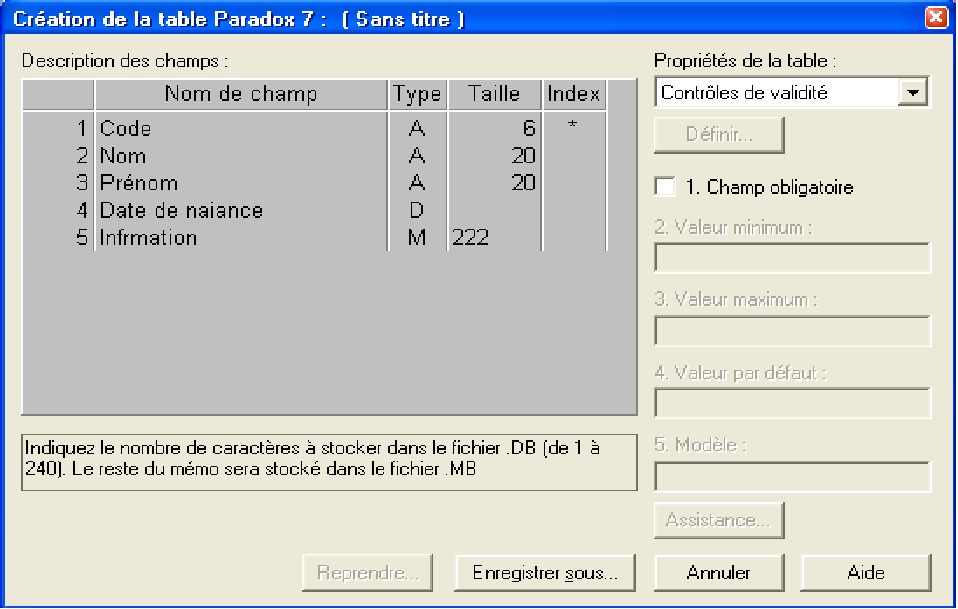 Création de la table Paradox 7 : ( Sans titre )
Description des champs :
Nom de champ Type Taille Index
1 Code A 6 *
2 Nom A 20
3 Prénom A 20
4 Date de naiance D
5 Infrmation M 222
Indiquez le nombre de caractères à stocker dans le fichier .DB (de 1 à
240). Le reste du mémo sera stocké dans le fichier .MB
Propriétés de la table :
Contrôles de validité
Définir...
1. Champ obligatoire
2. Valeur minimum :
3. Valeur maximum :
4. Valeur par défaut :
5. Modèle :
Assistance...
Reprendre... Enregistrer sous... Annuler Aide